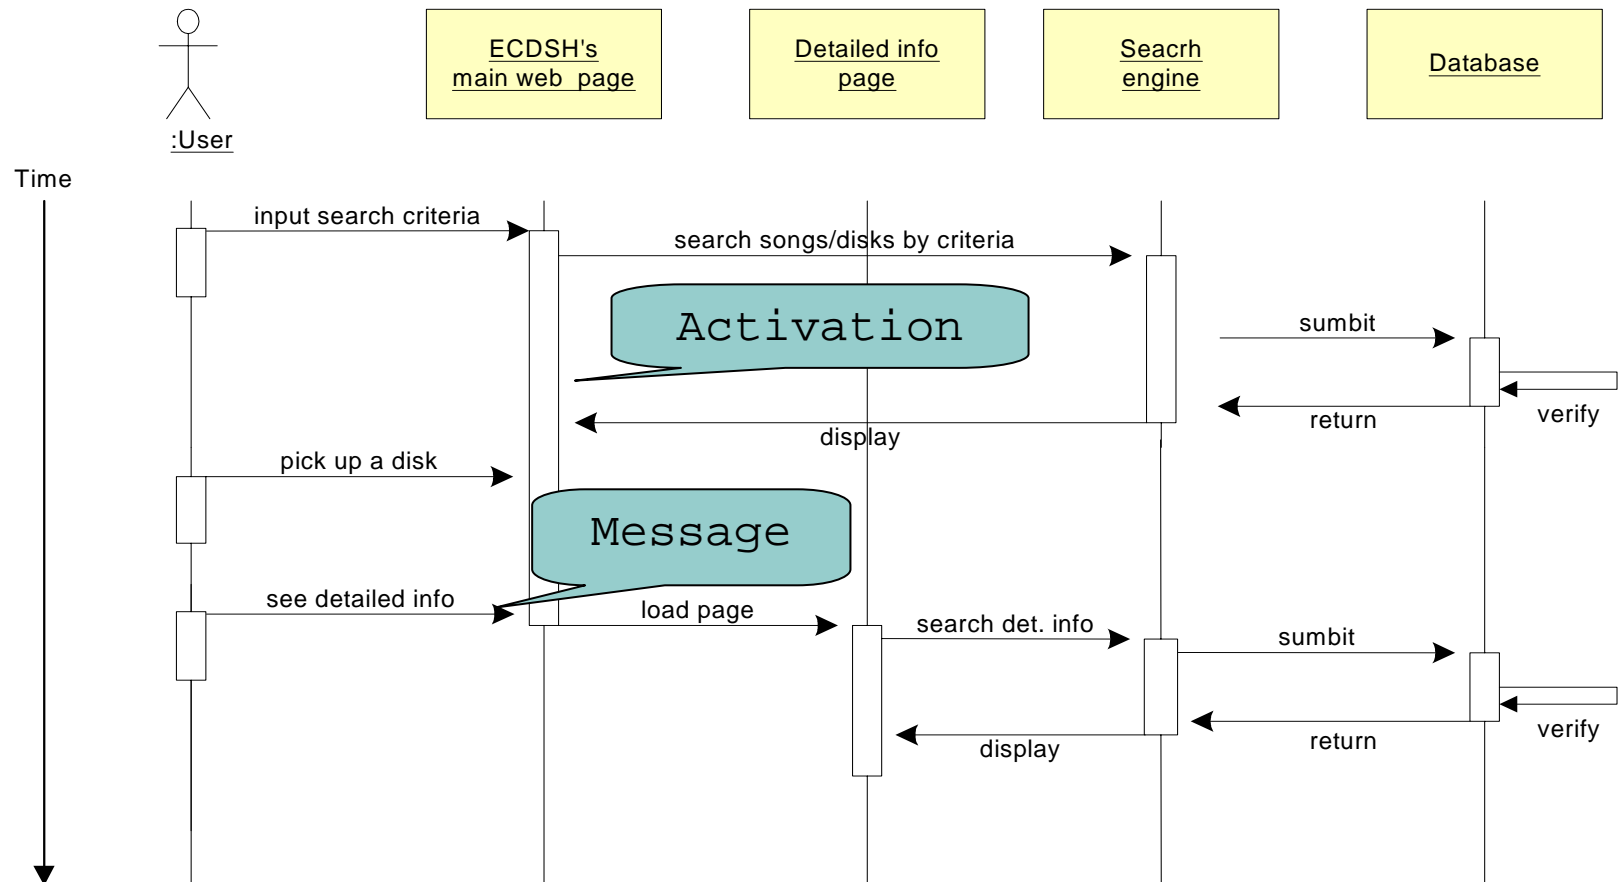 ECDSH's
main web page
Detailed info
page
Seacrh
engine
Database
:User
Time
input search criteria
search songs/disks by criteria
Activation
sumbit
verify
return
display
pick up a disk
Message
see detailed info
load page
search det. info
sumbit
verify
return
display